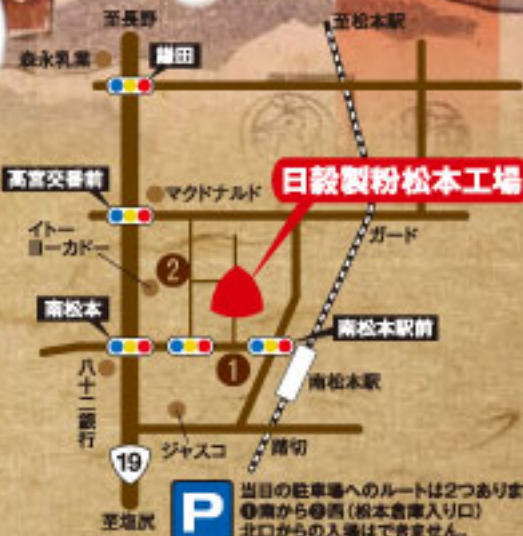 至長野
至松本駅
森永乳業
鎌田
高宮交番前
マクドナルド
日穀製粉松本工場
イトー
ヨーカドー
ガード
2
南松本
南松本駅前
1
八十二銀行
南松本駅
ジャスコ
踏切
19
至塩尻
P
当日の駐車場へのルートは2つありま
❶南から❷西(松本倉庫入り口)
北口からの入場はできません。